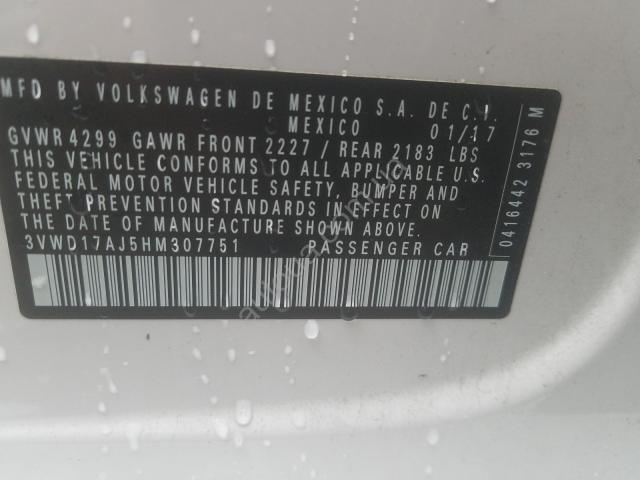 MFD BY VOLKSWAGEN DE MEXICO S.A. DE C.V.
MEXICO 01/17
GVWR 4299 GAWR FRONT 2227 / REAR 2183 LBS
THIS VEHICLE CONFORMS TO ALL APPLICABLE U.S.
FEDERAL MOTOR VEHICLE SAFETY, BUMPER AND
THEFT PREVENTION STANDARDS IN EFFECT ON
THE DATE OF MANUFACTURE SHOWN ABOVE.
3VWD17AJ5HM307751 PASSENGER CAR
0416442 3176 M